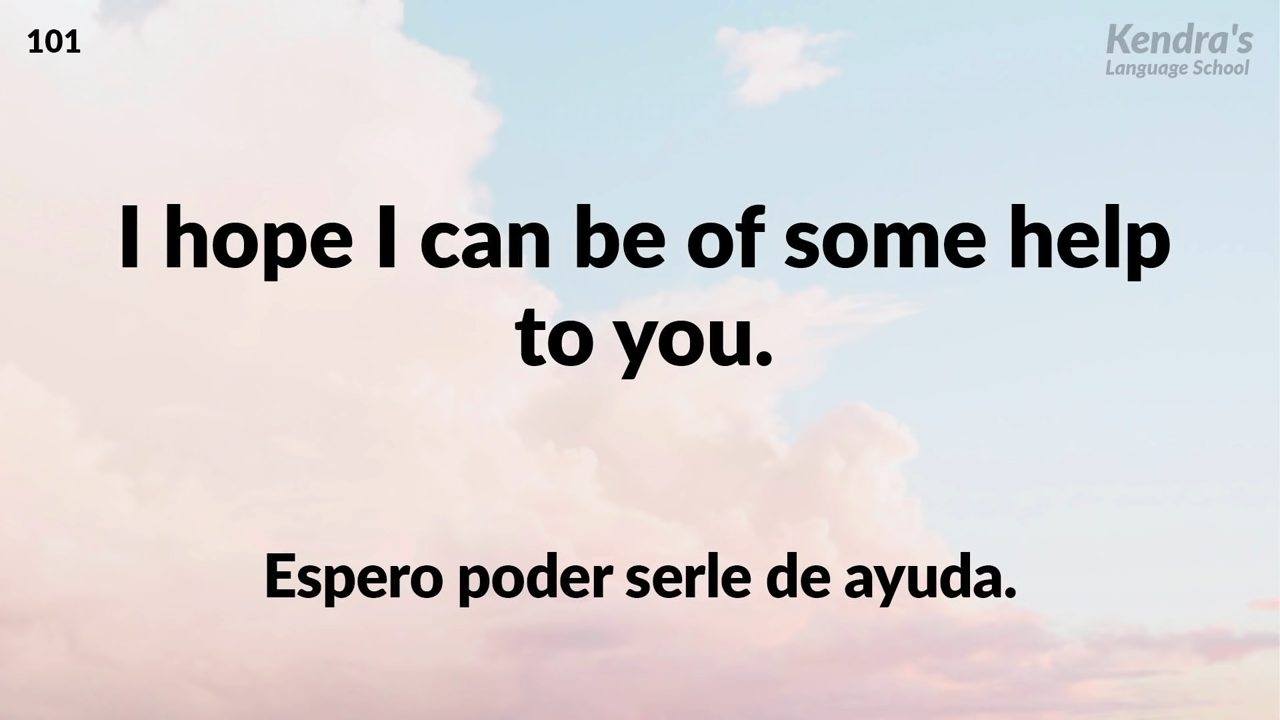 101
Kendra's
Language School
I hope I can be of some help
to you.
Espero poder serle de ayuda.